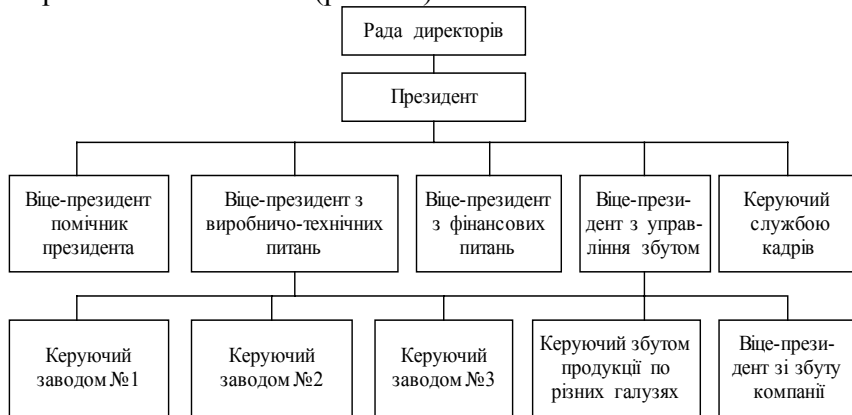 Рада директорів
Президент
Віце-президент
помічник
президента
Віце-президент з
виробничо-технічних
питань
Віце-президент
з фінансових
питань
Віце-прези-
дент з управ-
ління збутом
Керуючий
службою
кадрів
Керуючий
заводом №1
Керуючий
заводом №2
Керуючий
заводом №3
Керуючий збутом
продукції по
різних галузях
Віце-прези-
дент зі збуту
компанії